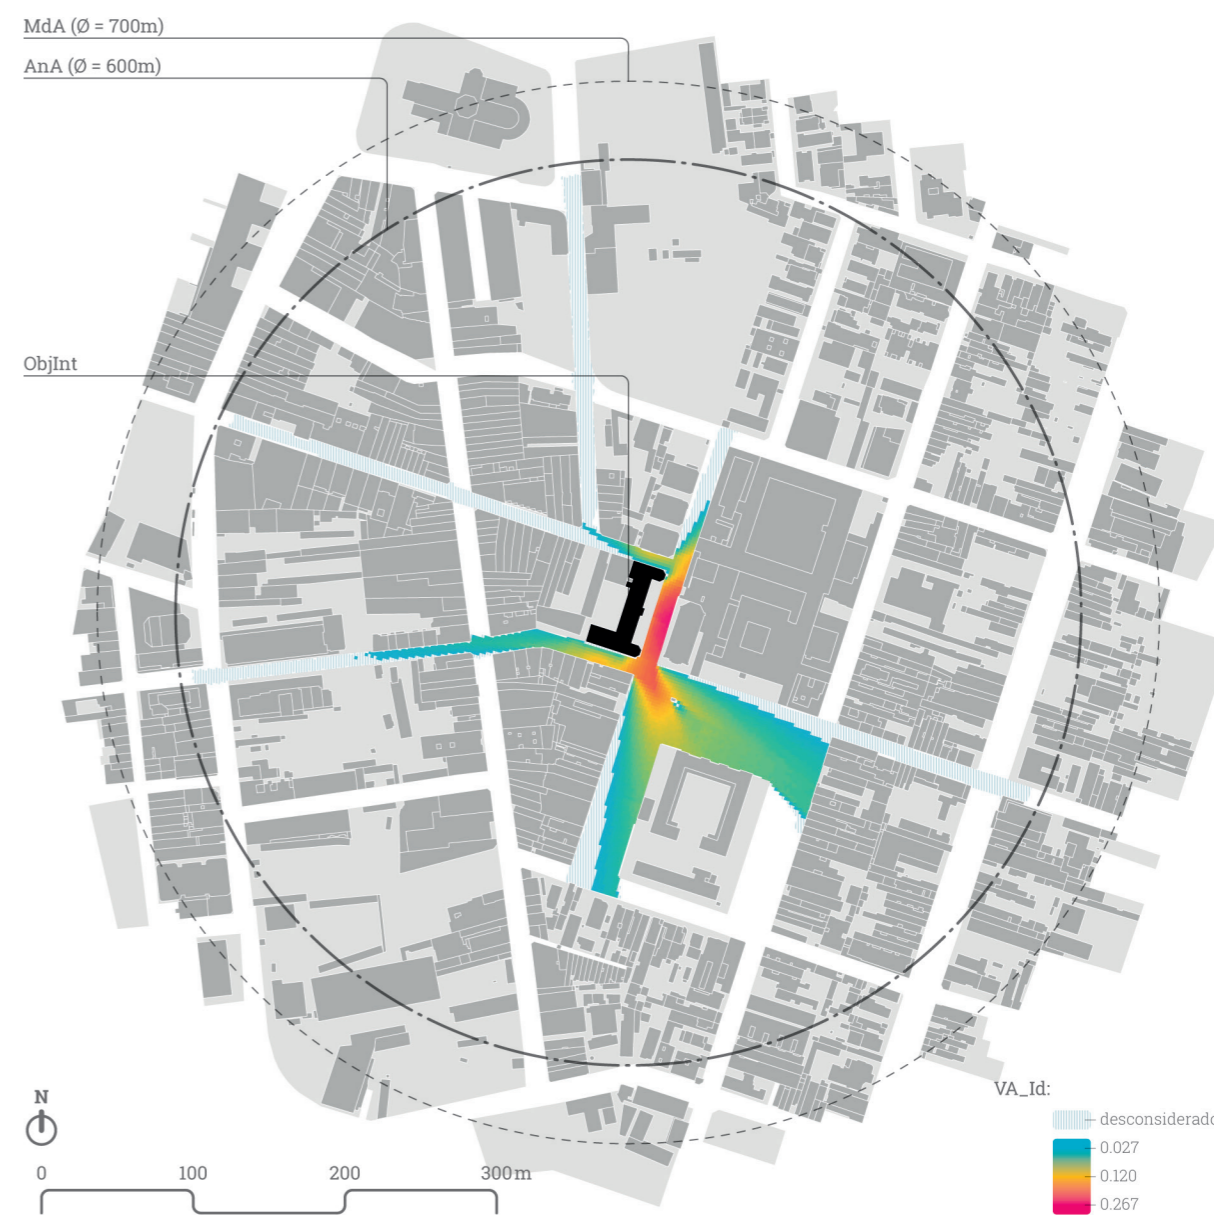 MdA (Ø = 700m)
AnA (Ø = 600m)
ObjInt
VA_Id:
desconsiderado
0.027
0.120
0.267
N
0 100 200 300m